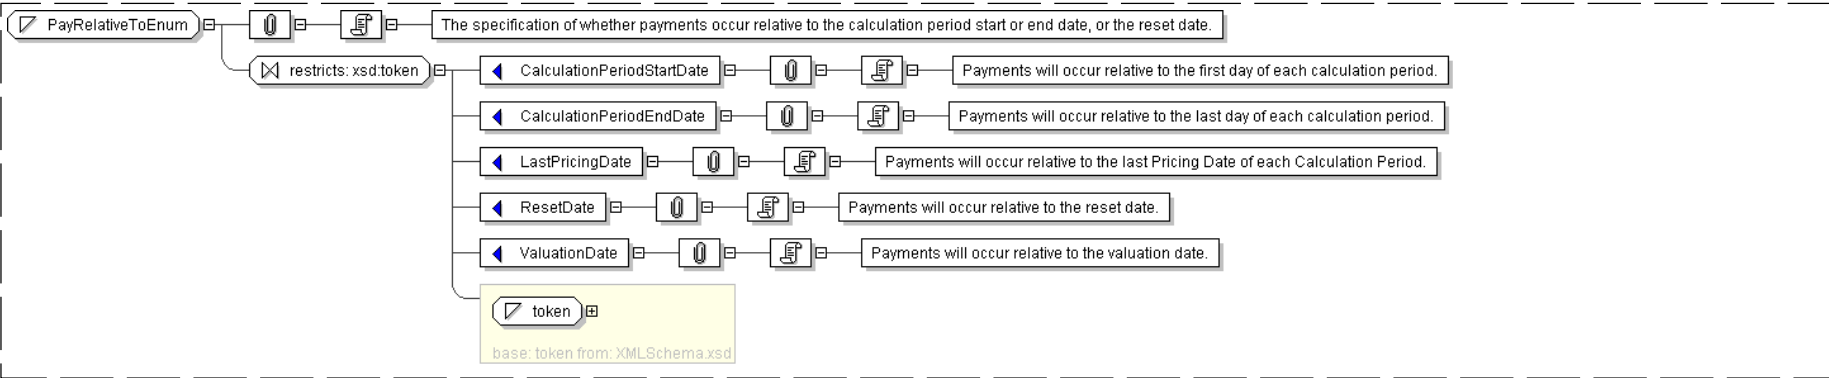 PayRelativeToEnum The specification of whether payments occur relative to the calculation period start or end date, or the reset date.
restricts: xsd:token CalculationPeriodStartDate Payments will occur relative to the first day of each calculation period.
CalculationPeriodEndDate Payments will occur relative to the last day of each calculation period.
LastPricingDate Payments will occur relative to the last Pricing Date of each Calculation Period.
ResetDate Payments will occur relative to the reset date.
ValuationDate Payments will occur relative to the valuation date.
token
base: token from: XMLSchema.xsd